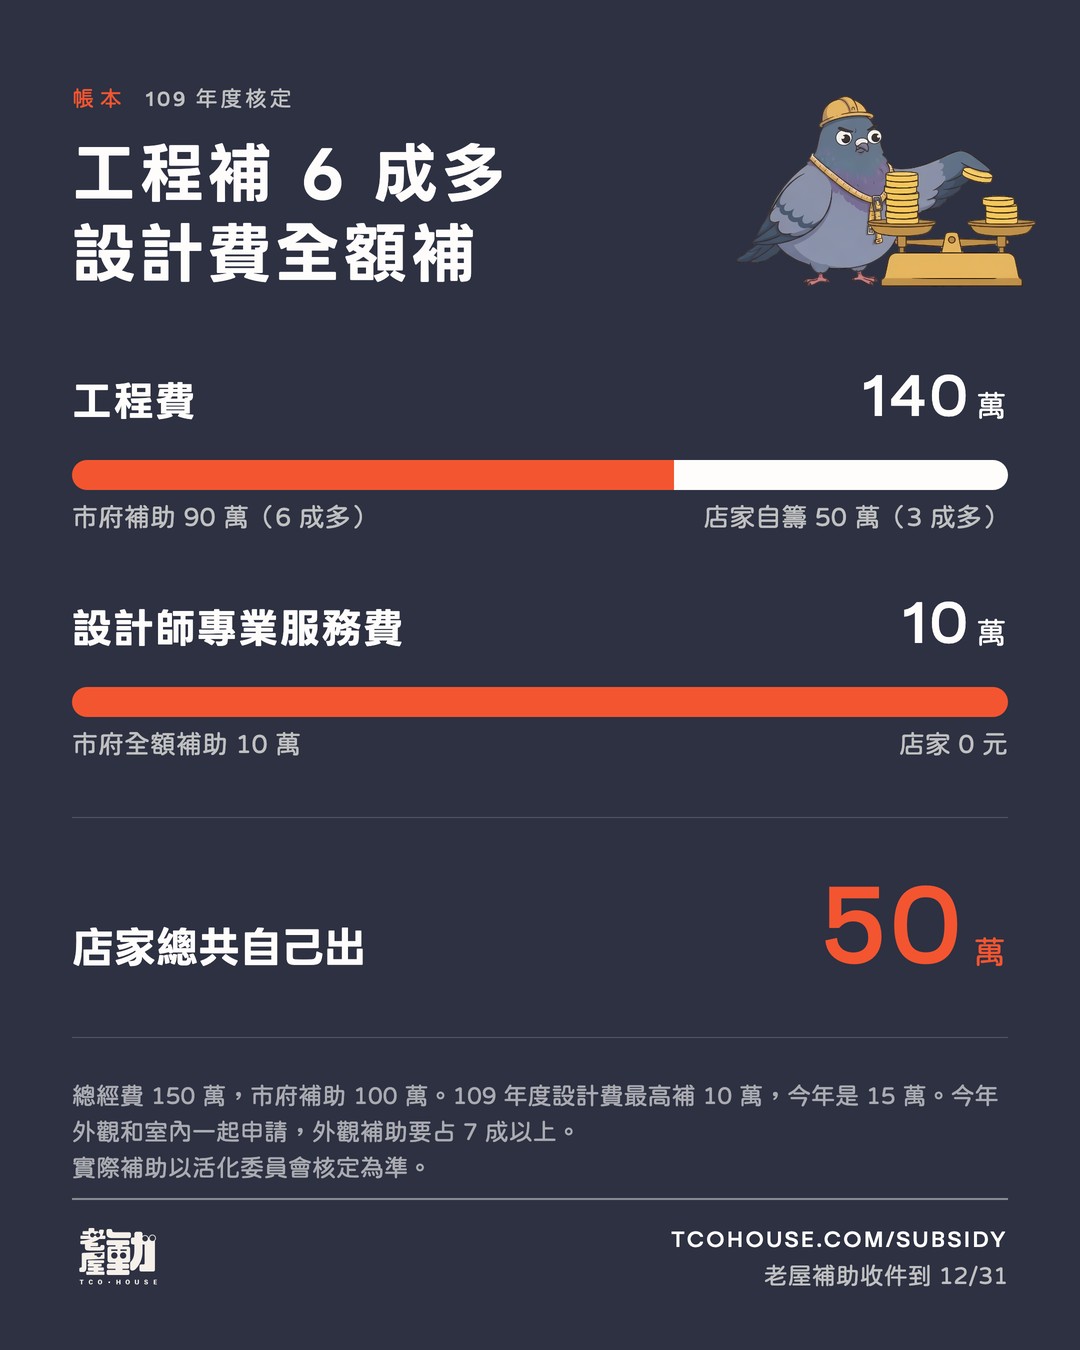 帳本 109 年度核定
工程補 6 成多
設計費全額補
工程費 140 萬
市府補助 90 萬（6 成多） 店家自籌 50 萬（3 成多）
設計師專業服務費 10 萬
市府全額補助 10 萬 店家 0 元
店家總共自己出 50 萬
總經費 150 萬，市府補助 100 萬。109 年度設計費最高補 10 萬，今年是 15 萬。今年
外觀和室內一起申請，外觀補助要占 7 成以上。
實際補助以活化委員會核定為準。
老屋動
TCO·HOUSE
TCOHOUSE.COM/SUBSIDY
老屋補助收件到 12/31